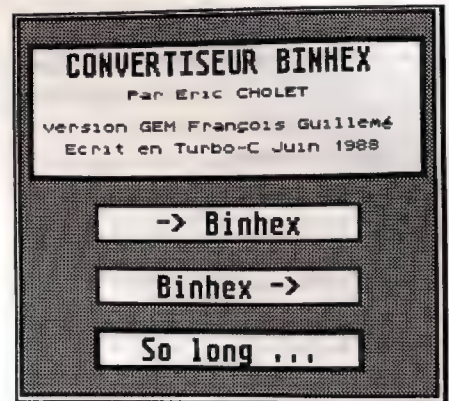 CONVERTISEUR BINHEX
Par Eric CHOLET
version GEM François Guillemé
Ecrit en Turbo-C Juin 1988
-> Binhex
Binhex ->
So long ...